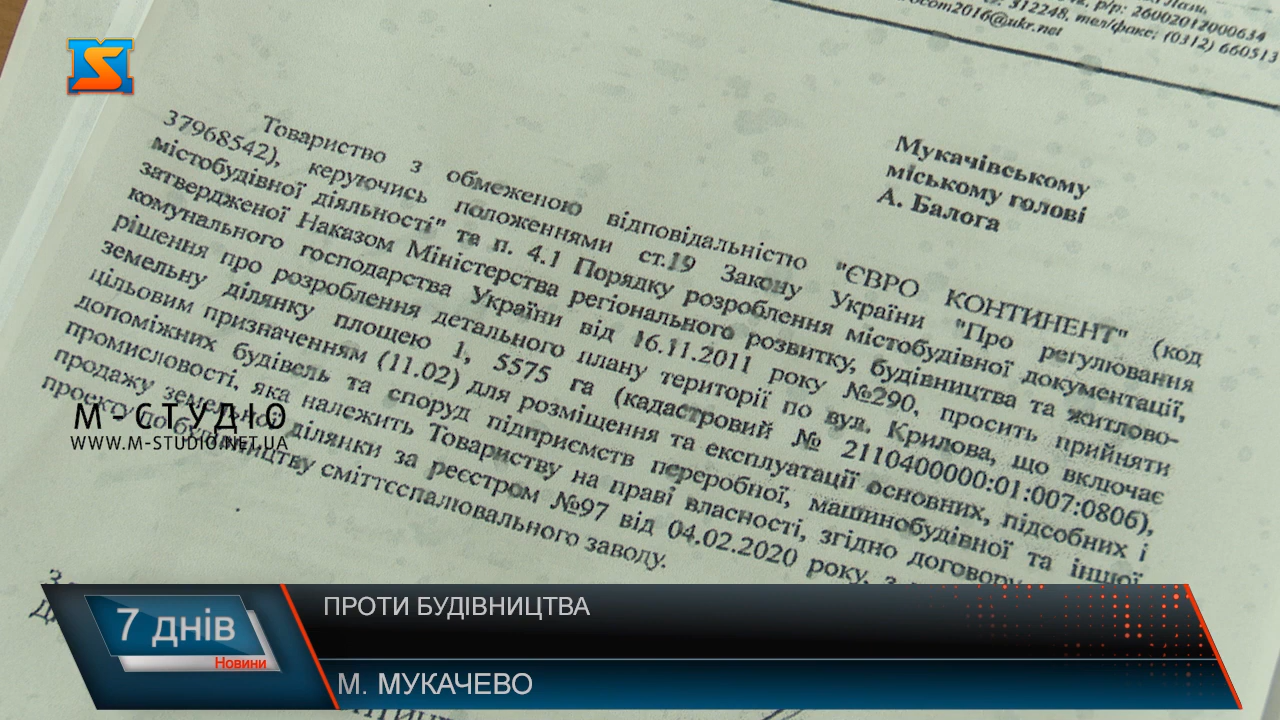 р/р: 26002012000634
312248, тел/факс: (0312) 660513
rocom2016@ukr.net
Мукачівському
міському голові
А. Балога
Товариство з обмеженою відповідальністю "ЄВРО КОНТИНЕНТ" (код
37968542), керуючись положеннями ст.19 Закону України "Про регулювання
містобудівної діяльності" та п. 4.1 Порядку розроблення містобудівної документації,
затвердженої Наказом Міністерства регіонального розвитку, будівництва та житлово-
комунального господарства України від 16.11.2011 року №290, просить прийняти
рішення про розроблення детального плану території по вул. Крилова, що включає
земельну ділянку площею 1, 5575 га (кадастровий № 2110400000:01:007:0806),
цільовим призначенням (11.02) для розміщення та експлуатації основних, підсобних і
допоміжних будівель та споруд підприємств переробної, машинобудівної та іншої
промисловості, яка належить Товариству на праві власності, згідно договору
продажу земельної ділянки за реєстром №97 від 04.02.2020 року, з
проекту по будівництву сміттєспалювального заводу.
М-СТУДІО
WWW.M-STUDIO.NET.UA
7 днів
Новини
ПРОТИ БУДІВНИЦТВА
М. МУКАЧЕВО